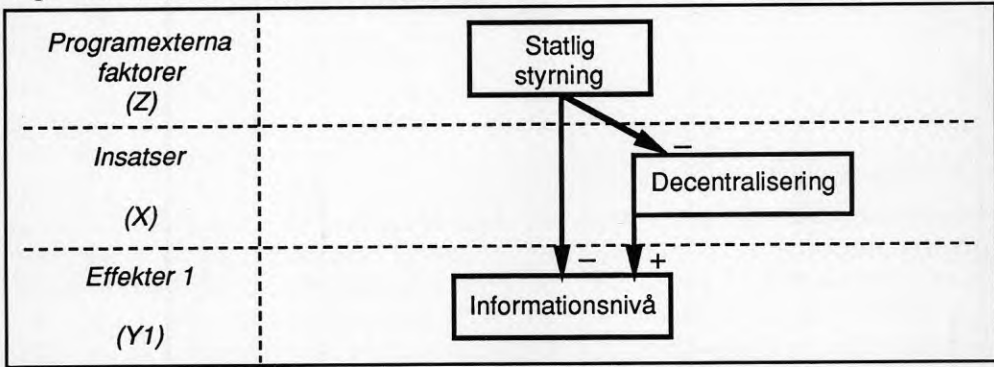 Programexterna
faktorer
(Z)
Statlig
styrning
Insatser
(X)
–
Decentralisering
Effekter 1
(Y1)
– +
Informationsnivå